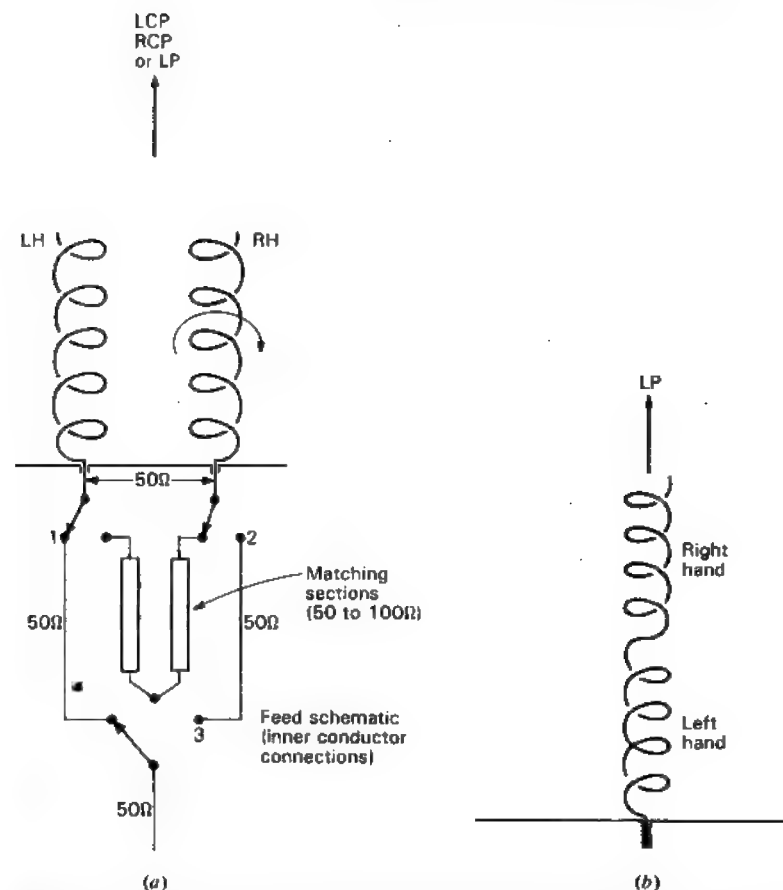 LCP
RCP
or LP
LH
RH
50Ω
1
2
Matching
sections
(50 to 100Ω)
50Ω
50Ω
3
Feed schematic
(inner conductor
connections)
50Ω
(a)
LP
Right
hand
Left
hand
(b)